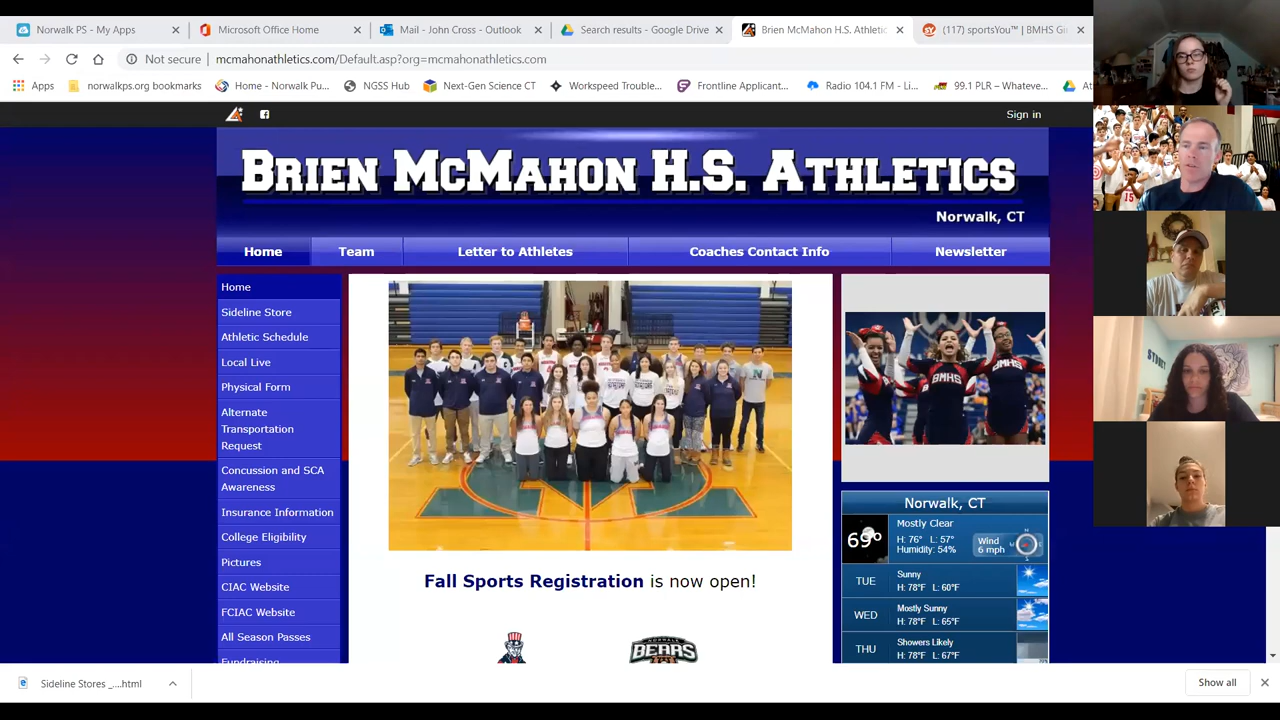 Norwalk PS - My Apps
Microsoft Office Home
Mail - John Cross - Outlook
Search results - Google Drive
Brien McMahon H.S. Athletic
(117) sportsYou™ | BMHS Gi
Not secure
mcmahonathletics.com/Default.asp?org=mcmahonathletics.com
Apps
norwalkps.org bookmarks
Home - Norwalk Pu...
NGSS Hub
Next-Gen Science CT
Workspeed Trouble...
Frontline Applicant...
Radio 104.1 FM - Li...
99.1 PLR – Whateve...
At
Sign in
BRIEN MCMAHON H.S. ATHLETICS
Norwalk, CT
Home
Team
Letter to Athletes
Coaches Contact Info
Newsletter
Home
Sideline Store
Athletic Schedule
Local Live
Physical Form
Alternate
Transportation
Request
Concussion and SCA
Awareness
Insurance Information
College Eligibility
Pictures
CIAC Website
FCIAC Website
All Season Passes
Fundraising
Fall Sports Registration is now open!
NORWALK
BEARS
BMHS
BMHS
Norwalk, CT
69°
Mostly Clear
H: 76° L: 57°
Humidity: 54%
Wind
6 mph
TUE
Sunny
H: 78°F L: 60°F
WED
Mostly Sunny
H: 78°F L: 65°F
THU
Showers Likely
H: 78°F L: 67°F
15
Sideline Stores _....html
Show all